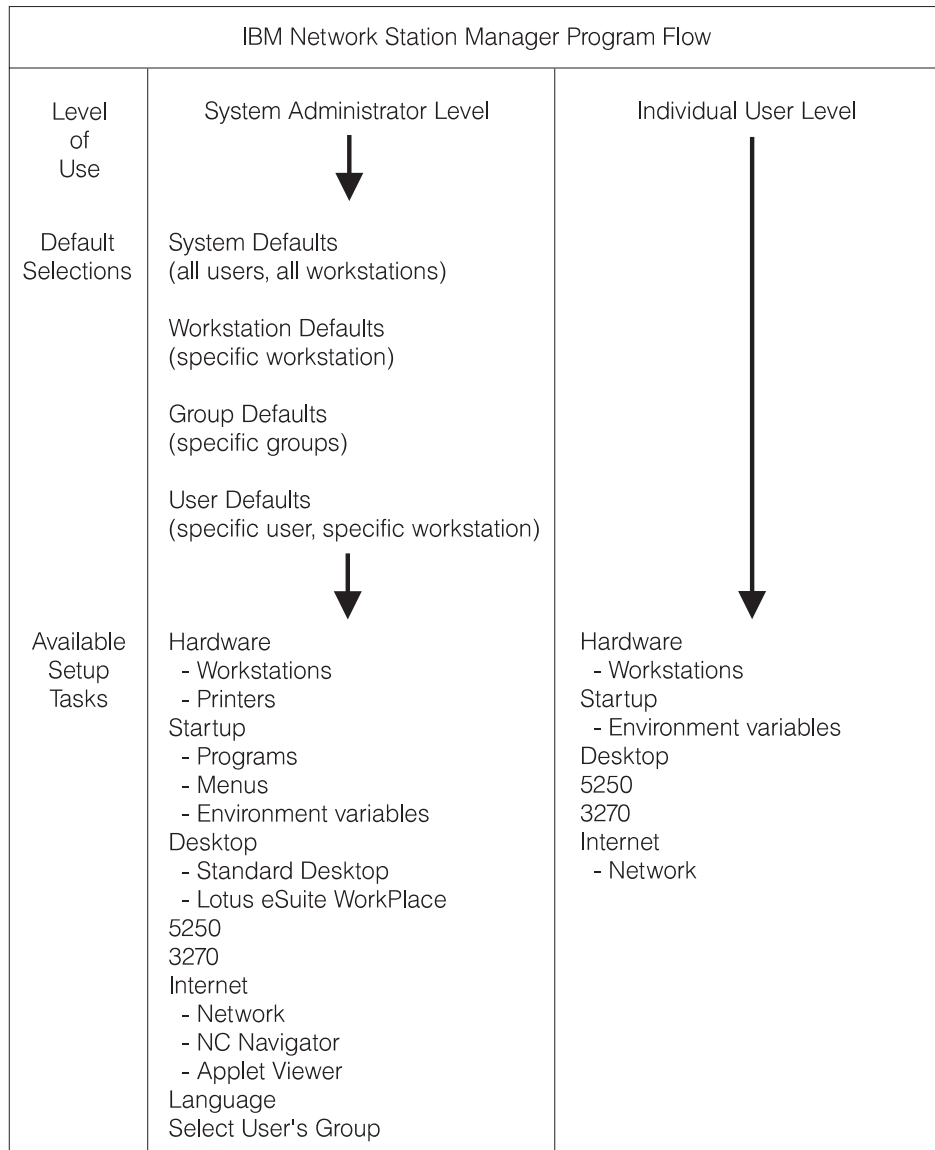 IBM Network Station Manager Program Flow
Level
of
Use
System Administrator Level
Individual User Level
Default
Selections
System Defaults
(all users, all workstations)
Workstation Defaults
(specific workstation)
Group Defaults
(specific groups)
User Defaults
(specific user, specific workstation)
Available
Setup
Tasks
Hardware
- Workstations
- Printers
Startup
- Programs
- Menus
- Environment variables
Desktop
- Standard Desktop
- Lotus eSuite WorkPlace
5250
3270
Internet
- Network
- NC Navigator
- Applet Viewer
Language
Select User's Group
Hardware
- Workstations
Startup
- Environment variables
Desktop
5250
3270
Internet
- Network